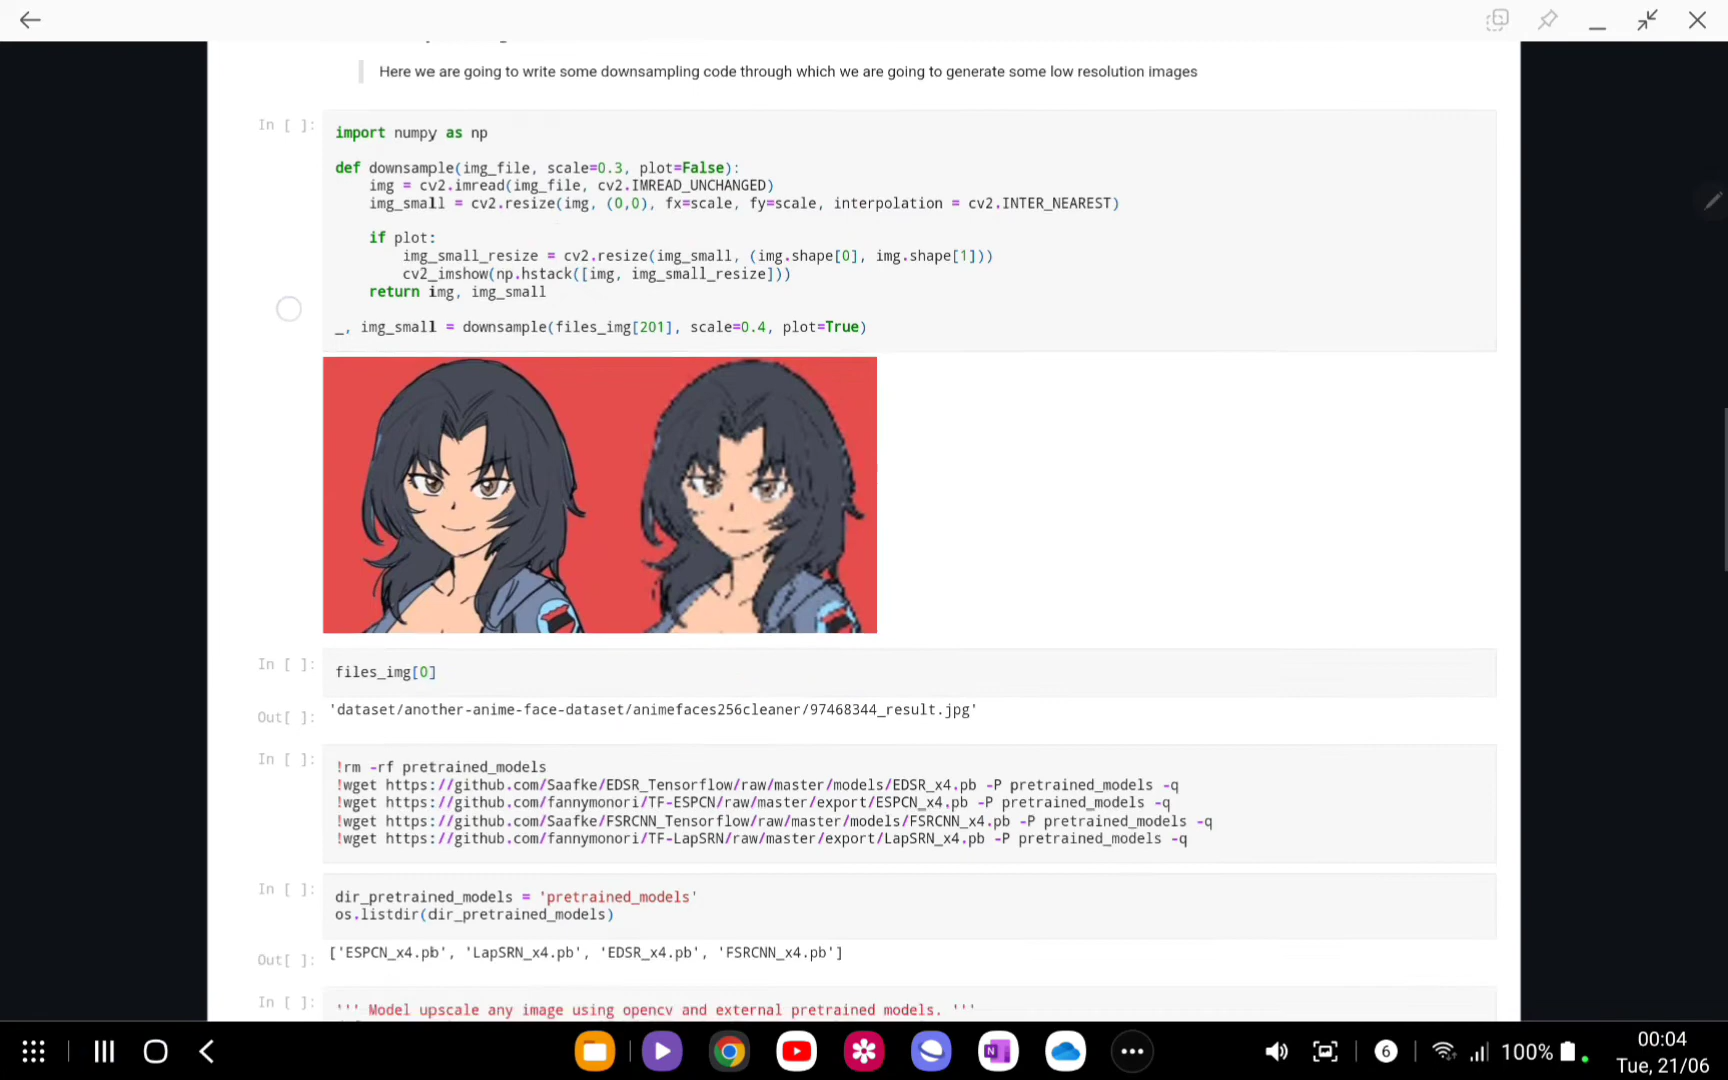 Here we are going to write some downsampling code through which we are going to generate some low resolution images
In [ ]:
import numpy as np
def downsample(img_file, scale=0.3, plot=False):
img = cv2.imread(img_file, cv2.IMREAD_UNCHANGED)
img_small = cv2.resize(img, (0,0), fx=scale, fy=scale, interpolation = cv2.INTER_NEAREST)
if plot:
img_small_resize = cv2.resize(img_small, (img.shape[0], img.shape[1]))
cv2_imshow(np.hstack([img, img_small_resize]))
return img, img_small
_, img_small = downsample(files_img[201], scale=0.4, plot=True)
In [ ]:
files_img[0]
Out[ ]:
'dataset/another-anime-face-dataset/animefaces256cleaner/97468344_result.jpg'
In [ ]:
!rm -rf pretrained_models
!wget https://github.com/Saafke/EDSR_Tensorflow/raw/master/models/EDSR_x4.pb -P pretrained_models -q
!wget https://github.com/fannymonori/TF-ESPCN/raw/master/export/ESPCN_x4.pb -P pretrained_models -q
!wget https://github.com/Saafke/FSRCNN_Tensorflow/raw/master/models/FSRCNN_x4.pb -P pretrained_models -q
!wget https://github.com/fannymonori/TF-LapSRN/raw/master/export/LapSRN_x4.pb -P pretrained_models -q
In [ ]:
dir_pretrained_models = 'pretrained_models'
os.listdir(dir_pretrained_models)
Out[ ]:
['ESPCN_x4.pb', 'LapSRN_x4.pb', 'EDSR_x4.pb', 'FSRCNN_x4.pb']
In [ ]:
''' Model upscale any image using opencv and external pretrained models. '''
6
100%
00:04
Tue, 21/06